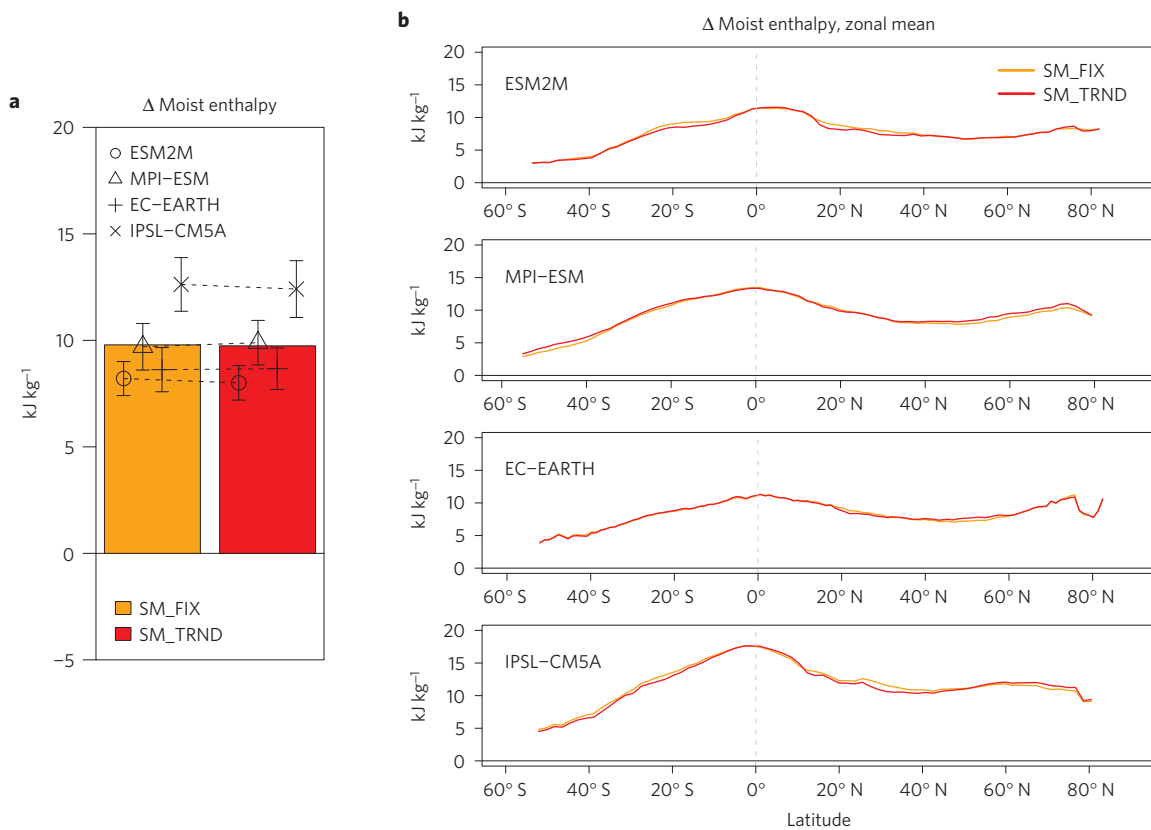 a
Δ Moist enthalpy
20
15
10
5
0
−5
kJ kg⁻¹
ESM2M
MPI−ESM
EC−EARTH
IPSL−CM5A
SM_FIX
SM_TRND
b
Δ Moist enthalpy, zonal mean
20
15
10
5
0
kJ kg⁻¹
ESM2M
SM_FIX
SM_TRND
60° S 40° S 20° S 0° 20° N 40° N 60° N 80° N
20
15
10
5
0
kJ kg⁻¹
MPI−ESM
60° S 40° S 20° S 0° 20° N 40° N 60° N 80° N
20
15
10
5
0
kJ kg⁻¹
EC−EARTH
60° S 40° S 20° S 0° 20° N 40° N 60° N 80° N
20
15
10
5
0
kJ kg⁻¹
IPSL−CM5A
60° S 40° S 20° S 0° 20° N 40° N 60° N 80° N
Latitude